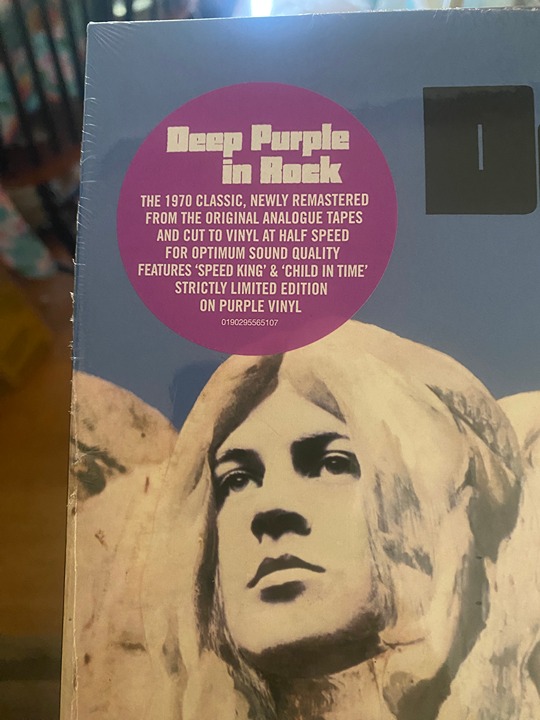 Deep Purple
in Rock
THE 1970 CLASSIC, NEWLY REMASTERED
FROM THE ORIGINAL ANALOGUE TAPES
AND CUT TO VINYL AT HALF SPEED
FOR OPTIMUM SOUND QUALITY
FEATURES ‘SPEED KING’ & ‘CHILD IN TIME’
STRICTLY LIMITED EDITION
ON PURPLE VINYL
0190295565107